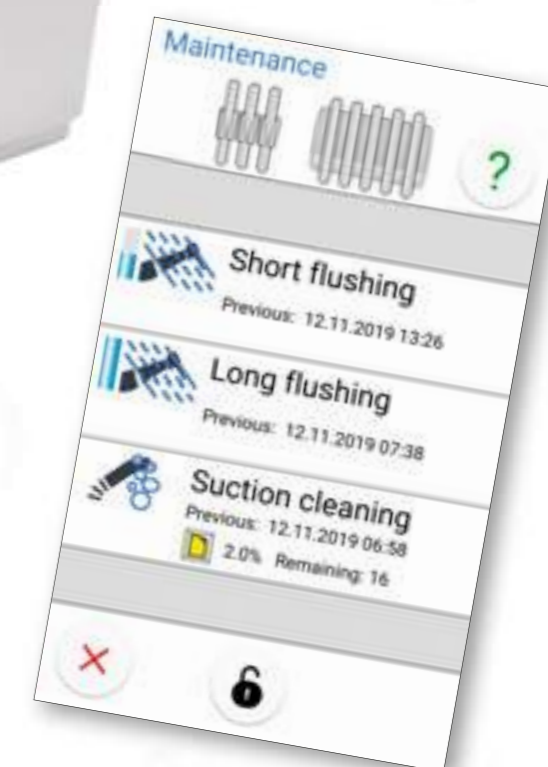 Maintenance
?
Short flushing
Previous: 12.11.2019 13:26
Long flushing
Previous: 12.11.2019 07:38
Suction cleaning
Previous: 12.11.2019 06:58
2.0% Remaining: 16